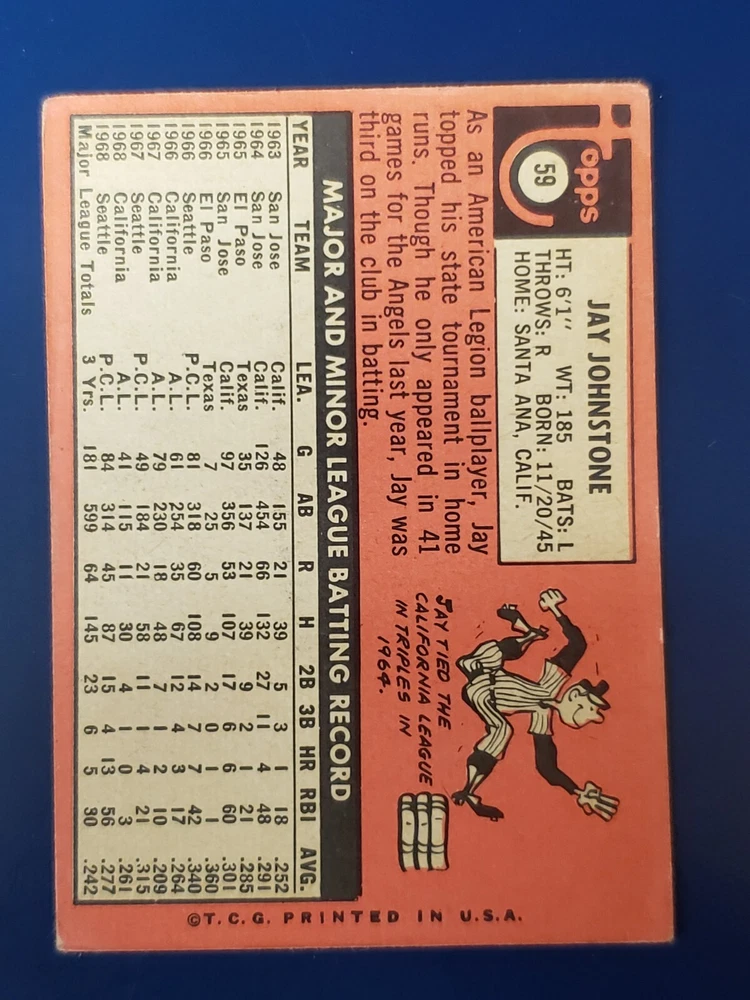 Topps
59
JAY JOHNSTONE
HT: 6'1" WT: 185 BATS: L
THROWS: R BORN: 11/20/45
HOME: SANTA ANA, CALIF.
As an American Legion ballplayer, Jay
topped his state tournament in home
runs. Though he only appeared in 41
games for the Angels last year, Jay was
third on the club in batting.
JAY TIED THE
CALIFORNIA LEAGUE
IN TRIPLES IN
1964.
MAJOR AND MINOR LEAGUE BATTING RECORD
YEAR TEAM LEA. G AB R H 2B 3B HR RBI AVG.
1963 San Jose Calif. 48 155 21 39 5 3 1 18 .252
1964 San Jose Calif. 126 454 66 132 27 11 4 48 .291
1965 El Paso Texas 35 137 21 39 9 2 1 21 .285
1965 San Jose Calif. 97 356 53 107 17 6 6 60 .301
1966 El Paso Texas 7 25 5 9 2 0 1 1 .360
1966 Seattle P.C.L. 81 318 60 108 14 7 7 42 .340
1966 California A.L. 61 254 35 67 12 4 3 17 .264
1967 California A.L. 79 230 18 48 7 1 2 10 .209
1967 Seattle P.C.L. 49 184 21 58 11 1 4 21 .315
1968 California A.L. 41 115 11 30 4 1 0 3 .261
1968 Seattle P.C.L. 84 314 45 87 15 4 13 56 .277
Major League Totals 3 Yrs. 181 599 64 145 23 6 5 30 .242
©T.C.G. PRINTED IN U.S.A.